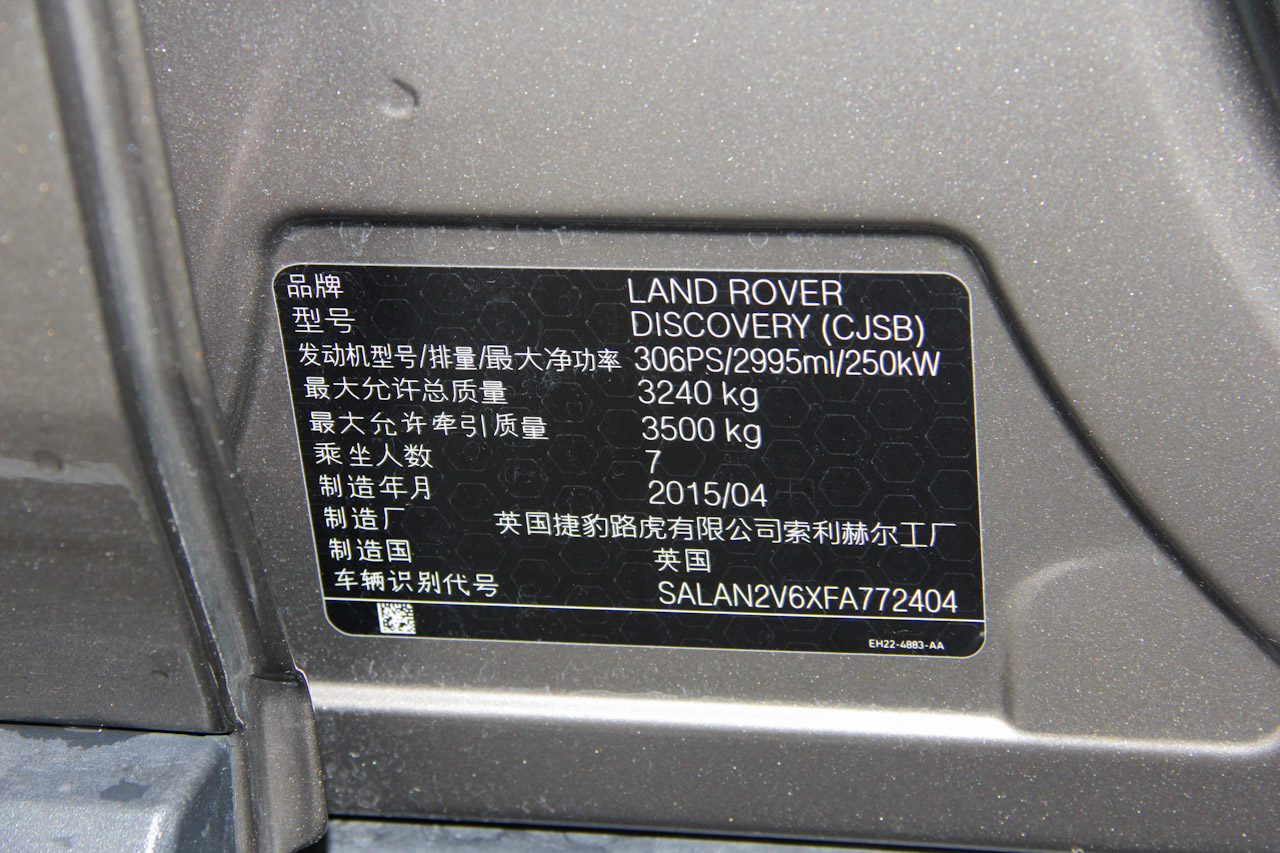 品牌 LAND ROVER
型号 DISCOVERY (CJSB)
发动机型号/排量/最大净功率 306PS/2995ml/250kW
最大允许总质量 3240 kg
最大允许牵引质量 3500 kg
乘坐人数 7
制造年月 2015/04
制造厂 英国捷豹路虎有限公司索利赫尔工厂
制造国 英国
车辆识别代号 SALAN2V6XFA772404
EH22-4883-AA